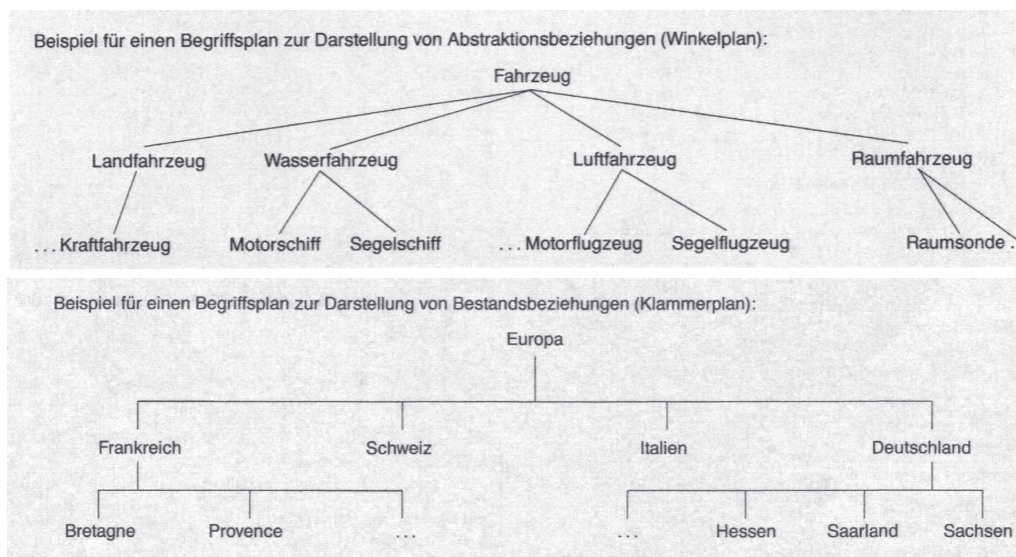 Beispiel für einen Begriffsplan zur Darstellung von Abstraktionsbeziehungen (Winkelplan):
Fahrzeug
Landfahrzeug Wasserfahrzeug Luftfahrzeug Raumfahrzeug
...Kraftfahrzeug Motorschiff Segelschiff ...Motorflugzeug Segelflugzeug Raumsonde .
Beispiel für einen Begriffsplan zur Darstellung von Bestandsbeziehungen (Klammerplan):
Europa
Frankreich Schweiz Italien Deutschland
Bretagne Provence ... ... Hessen Saarland Sachsen